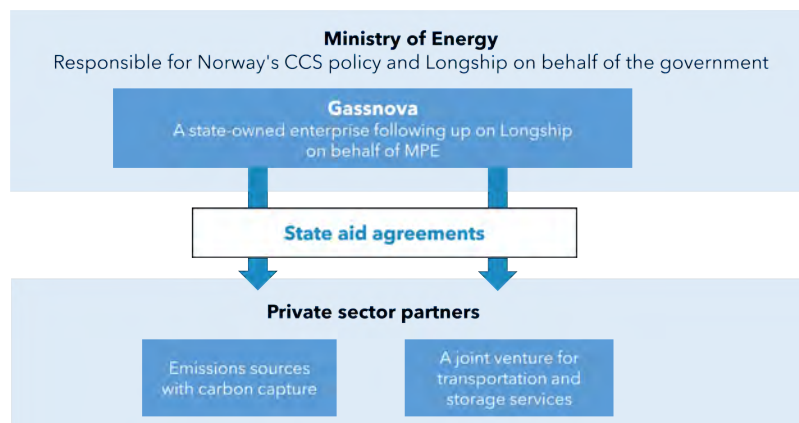 Ministry of Energy
Responsible for Norway's CCS policy and Longship on behalf of the government
Gassnova
A state-owned enterprise following up on Longship
on behalf of MPE
State aid agreements
Private sector partners
Emissions sources
with carbon capture
A joint venture for
transportation and
storage services